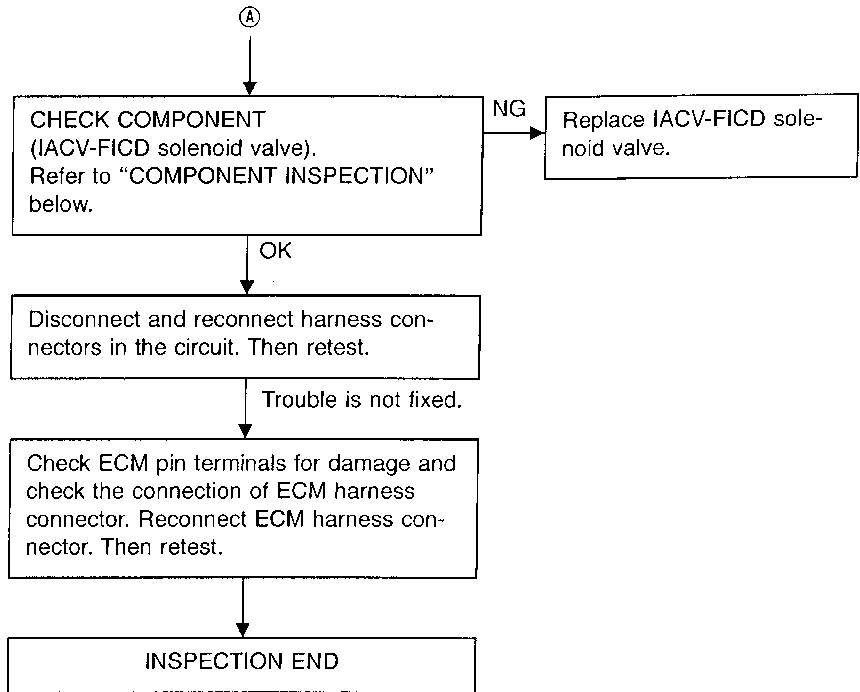 A
CHECK COMPONENT
(IACV-FICD solenoid valve).
Refer to “COMPONENT INSPECTION”
below.
NG
Replace IACV-FICD sole-
noid valve.
OK
Disconnect and reconnect harness con-
nectors in the circuit. Then retest.
Trouble is not fixed.
Check ECM pin terminals for damage and
check the connection of ECM harness
connector. Reconnect ECM harness con-
nector. Then retest.
INSPECTION END